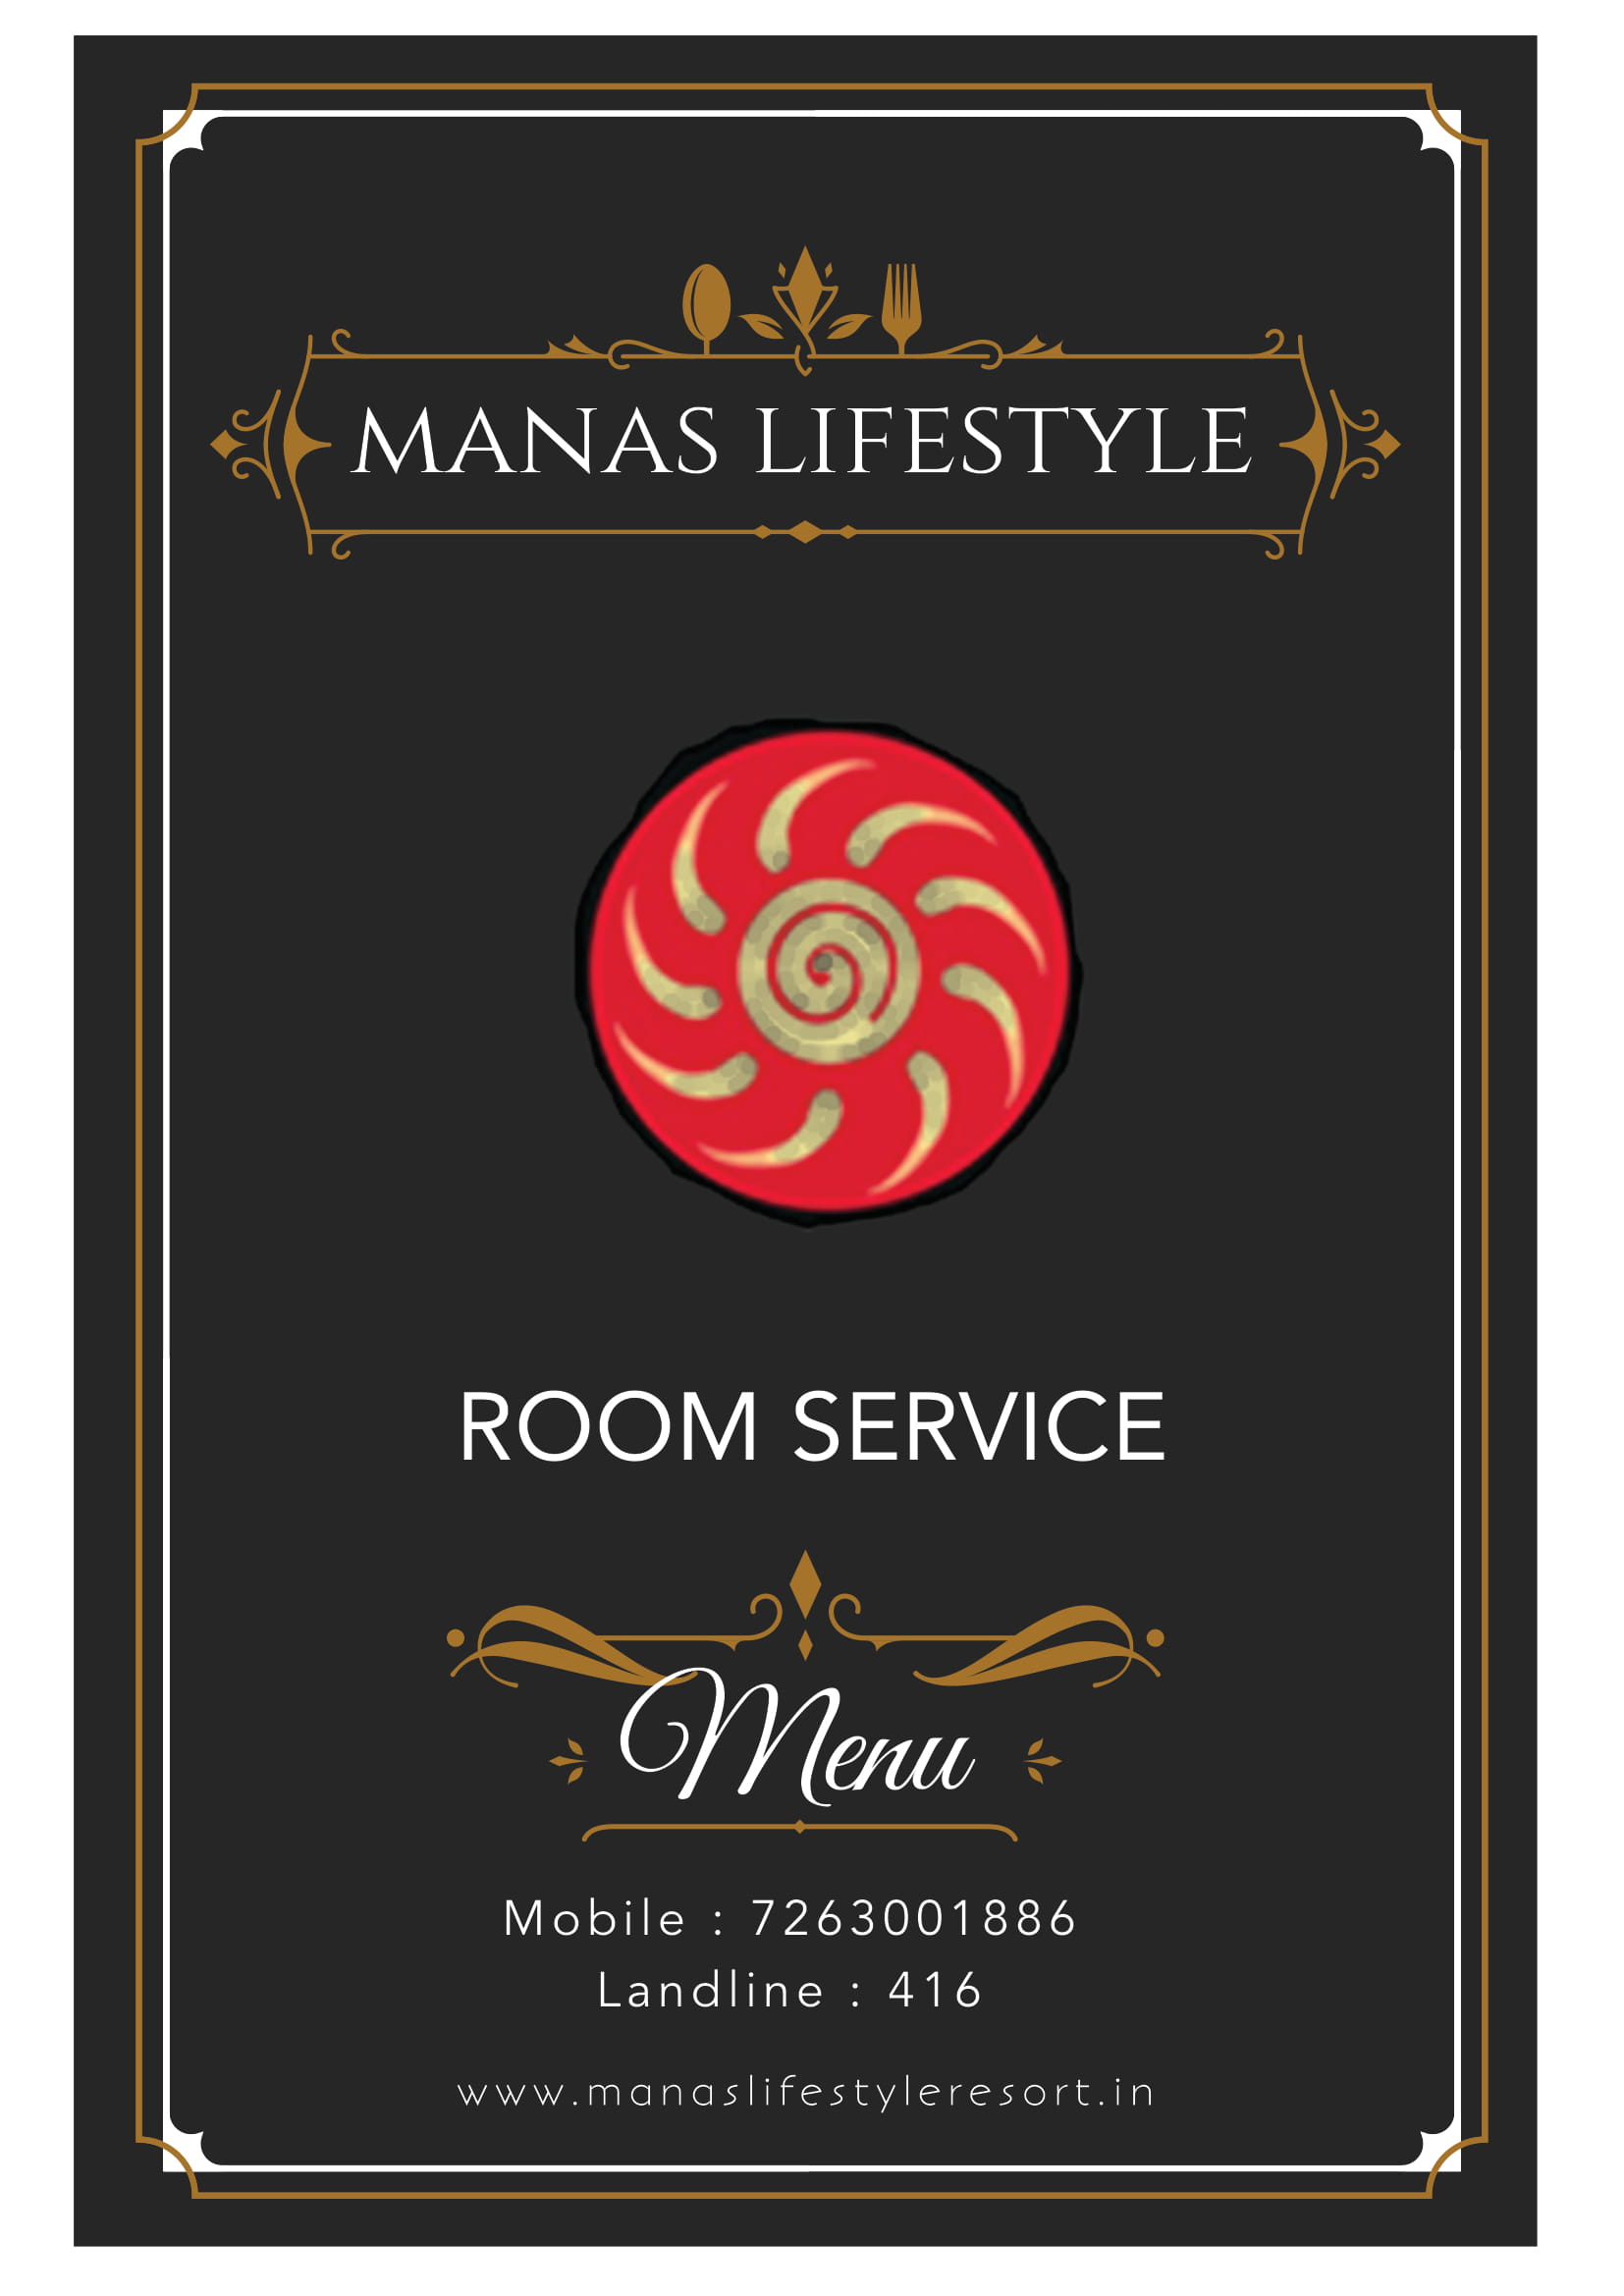 MANAS LIFESTYLE
ROOM SERVICE
Menu
Mobile : 7263001886
Landline : 416
www.manaslifestyleresort.in